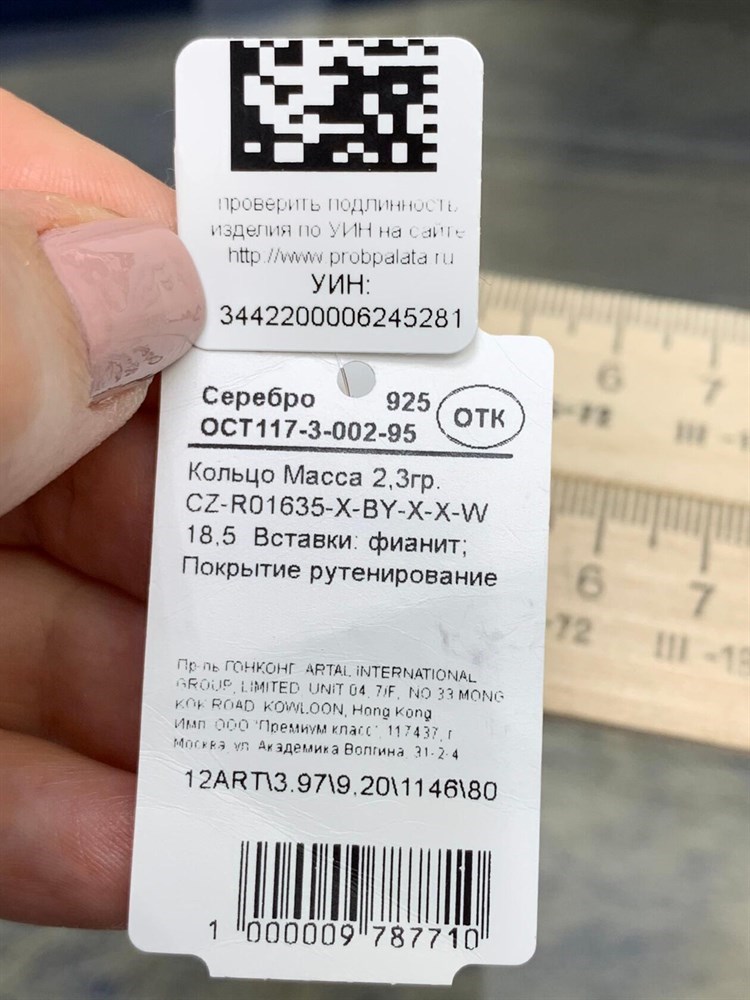 проверить подлинность
изделия по УИН на сайте
http://www.probpalata.ru
УИН:
3442200006245281
Серебро 925 ОТК
ОСТ117-3-002-95
Кольцо Масса 2,3гр.
CZ-R01635-X-BY-X-X-W
18,5 Вставки: фианит;
Покрытие рутенирование
Пр-ль ГОНКОНГ ARTAL INTERNATIONAL
GROUP, LIMITED UNIT 04, 7/F, NO 33 MONG
KOK ROAD, KOWLOON, Hong Kong
Имп. ООО "Премиум класс", 117437, г.
Москва, ул. Академика Волгина, 31-2-4
12ART\3.97\9.20\1146\80
1 000009 787710
6 7
III
6 7
-72 III